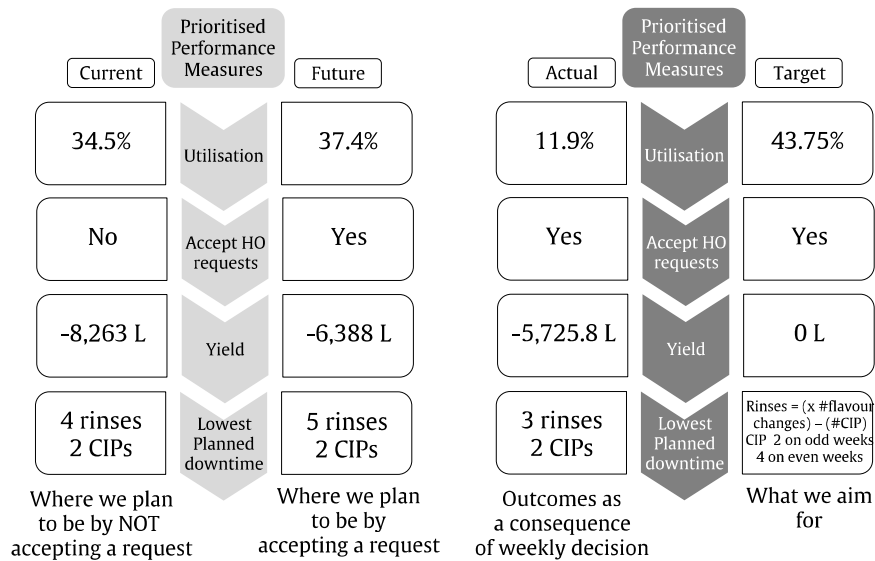 Prioritised
Performance
Measures
Current
Future
34.5%
Utilisation
37.4%
No
Accept HO
requests
Yes
-8,263 L
Yield
-6,388 L
4 rinses
2 CIPs
Lowest
Planned
downtime
5 rinses
2 CIPs
Where we plan
to be by NOT
accepting a request
Where we plan
to be by
accepting a request
Prioritised
Performance
Measures
Actual
Target
11.9%
Utilisation
43.75%
Yes
Accept HO
requests
Yes
-5,725.8 L
Yield
0 L
3 rinses
2 CIPs
Lowest
Planned
downtime
Rinses = (x #flavour
changes) – (#CIP)
CIP 2 on odd weeks
4 on even weeks
Outcomes as
a consequence
of weekly decision
What we aim
for